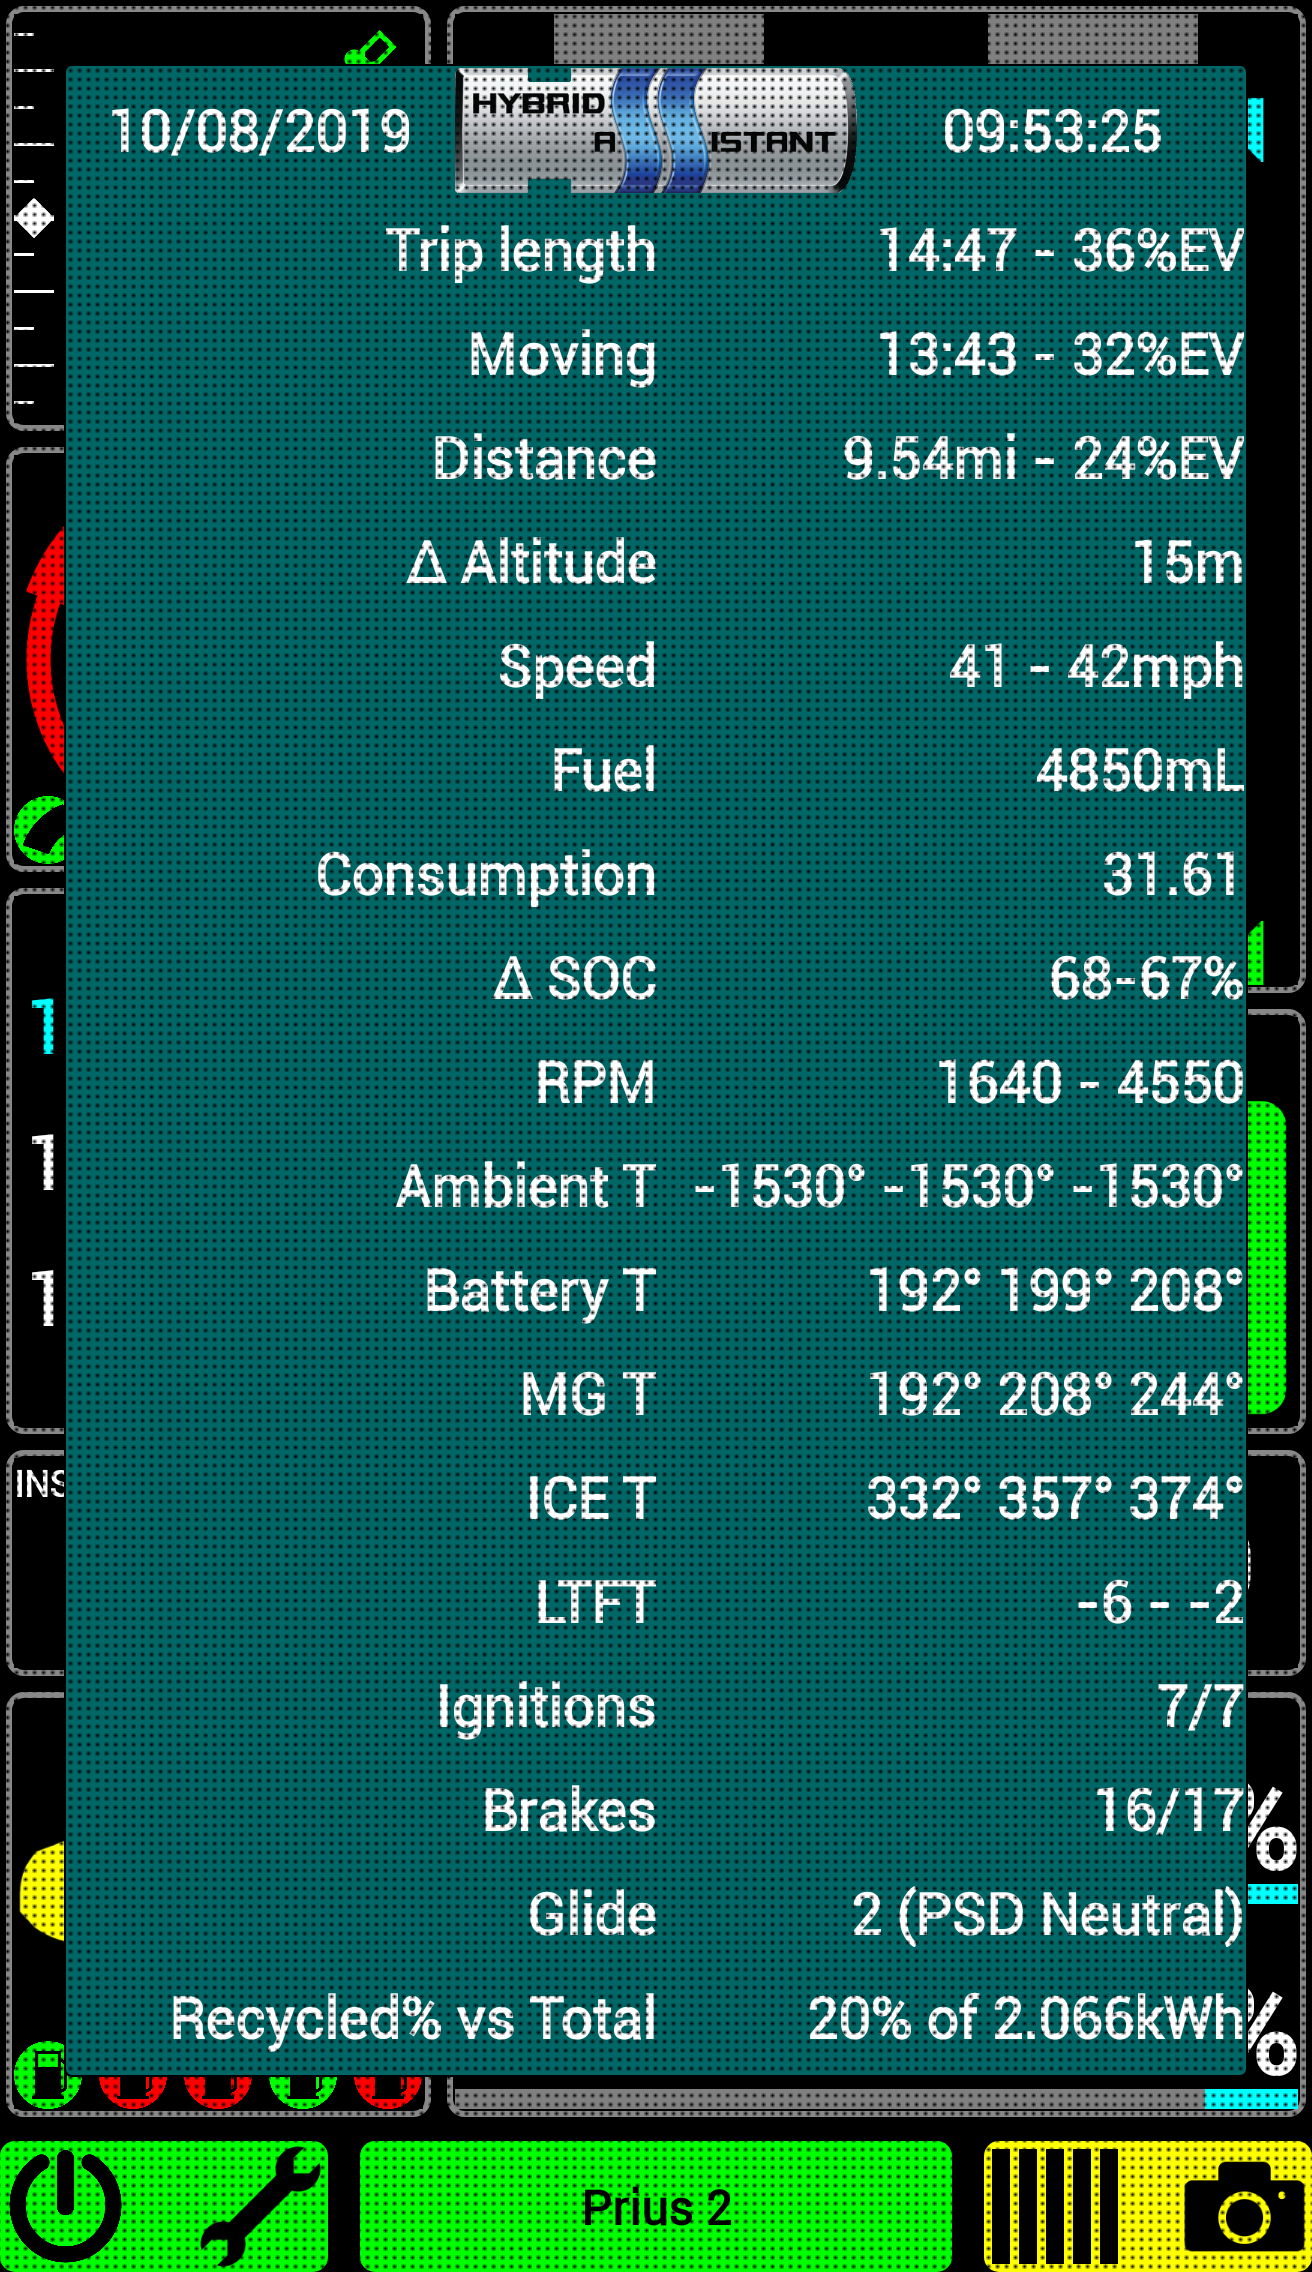 10/08/2019 HYBRID ASSISTANT 09:53:25
Trip length 14:47 - 36%EV
Moving 13:43 - 32%EV
Distance 9.54mi - 24%EV
Δ Altitude 15m
Speed 41 - 42mph
Fuel 4850mL
Consumption 31.61
Δ SOC 68-67%
RPM 1640 - 4550
Ambient T -1530° -1530° -1530°
Battery T 192° 199° 208°
MG T 192° 208° 244°
ICE T 332° 357° 374°
LTFT -6 - -2
Ignitions 7/7
Brakes 16/17
Glide 2 (PSD Neutral)
Recycled% vs Total 20% of 2.066kWh
1
1
1
INS
%
%
Prius 2